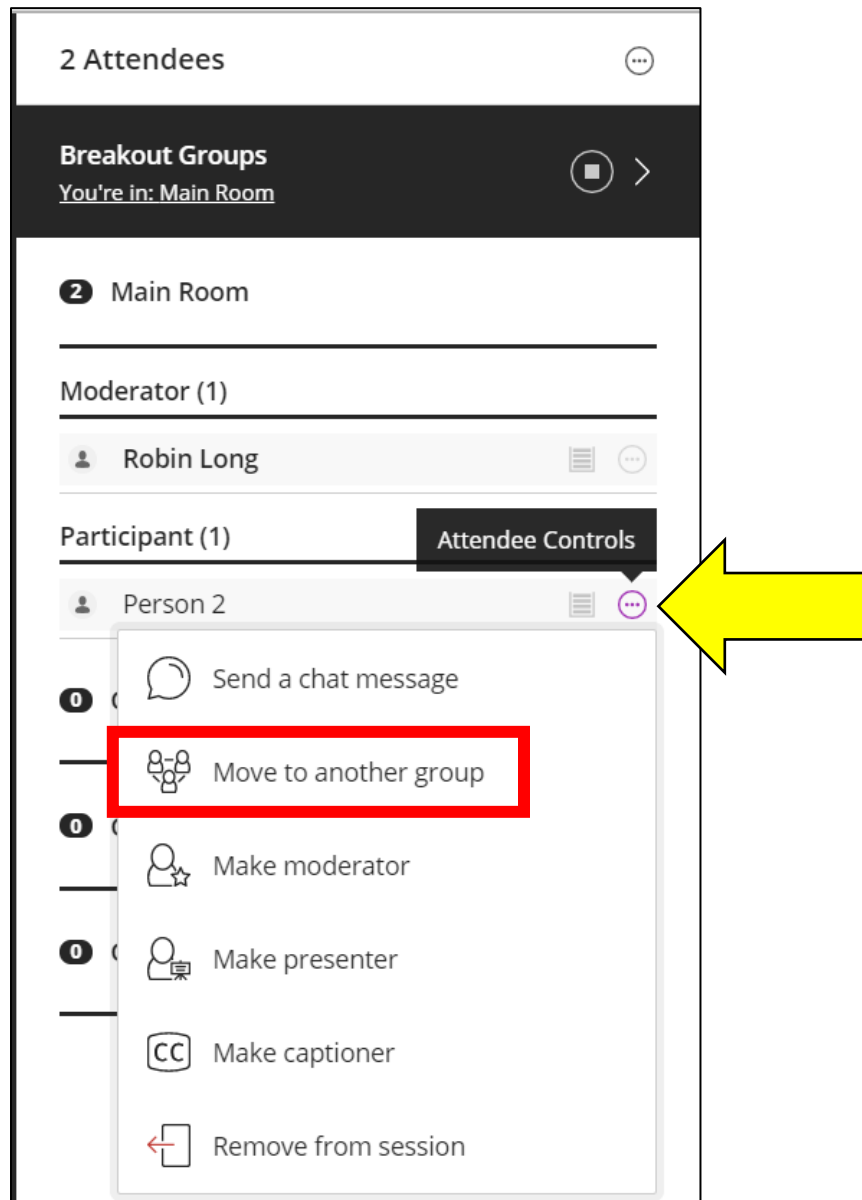 2 Attendees
Breakout Groups
You're in: Main Room
2 Main Room
Moderator (1)
Robin Long
Participant (1)
Attendee Controls
Person 2
Send a chat message
0
Move to another group
0
Make moderator
0
Make presenter
CC Make captioner
Remove from session